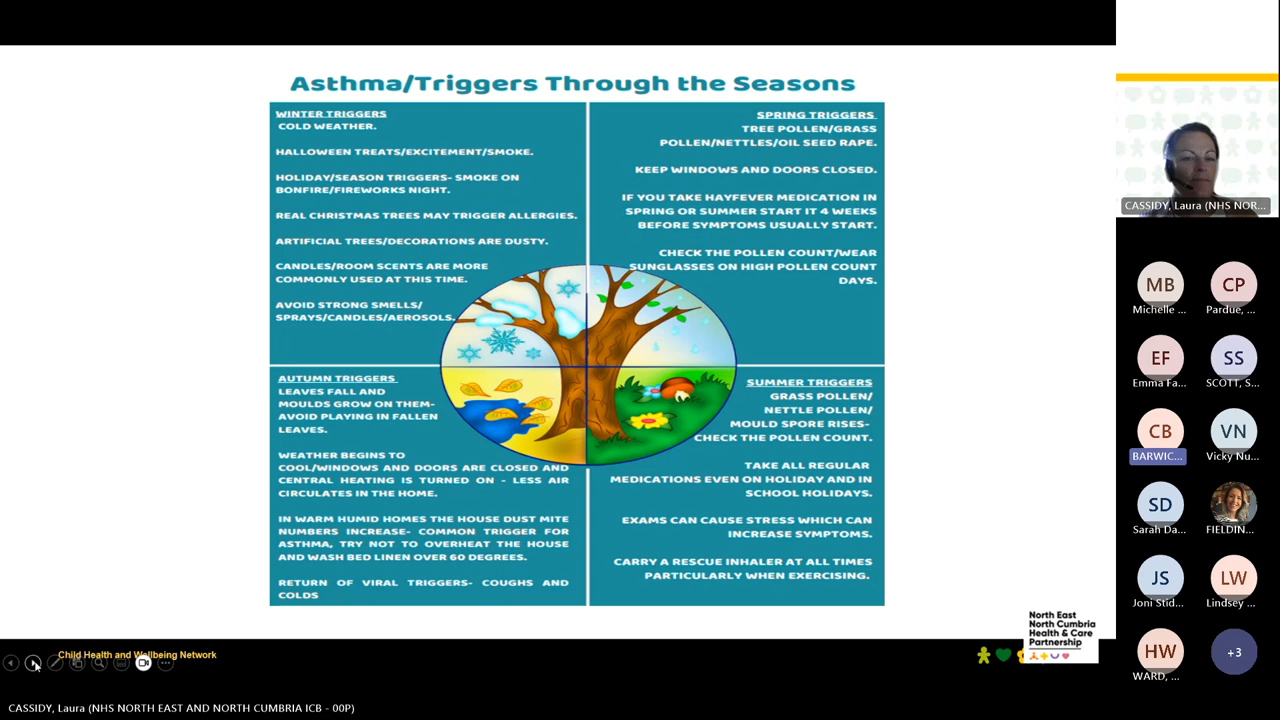 Asthma/Triggers Through the Seasons
WINTER TRIGGERS
COLD WEATHER.
HALLOWEEN TREATS/EXCITEMENT/SMOKE.
HOLIDAY/SEASON TRIGGERS- SMOKE ON
BONFIRE/FIREWORKS NIGHT.
REAL CHRISTMAS TREES MAY TRIGGER ALLERGIES.
ARTIFICIAL TREES/DECORATIONS ARE DUSTY.
CANDLES/ROOM SCENTS ARE MORE
COMMONLY USED AT THIS TIME.
AVOID STRONG SMELLS/
SPRAYS/CANDLES/AEROSOLS.
SPRING TRIGGERS
TREE POLLEN/GRASS
POLLEN/NETTLES/OIL SEED RAPE.
KEEP WINDOWS AND DOORS CLOSED.
IF YOU TAKE HAYFEVER MEDICATION IN
SPRING OR SUMMER START IT 4 WEEKS
BEFORE SYMPTOMS USUALLY START.
CHECK THE POLLEN COUNT/WEAR
SUNGLASSES ON HIGH POLLEN COUNT
DAYS.
AUTUMN TRIGGERS
LEAVES FALL AND
MOULDS GROW ON THEM-
AVOID PLAYING IN FALLEN
LEAVES.
WEATHER BEGINS TO
COOL/WINDOWS AND DOORS ARE CLOSED AND
CENTRAL HEATING IS TURNED ON - LESS AIR
CIRCULATES IN THE HOME.
IN WARM HUMID HOMES THE HOUSE DUST MITE
NUMBERS INCREASE- COMMON TRIGGER FOR
ASTHMA, TRY NOT TO OVERHEAT THE HOUSE
AND WASH BED LINEN OVER 60 DEGREES.
RETURN OF VIRAL TRIGGERS- COUGHS AND
COLDS
SUMMER TRIGGERS
GRASS POLLEN/
NETTLE POLLEN/
MOULD SPORE RISES-
CHECK THE POLLEN COUNT.
TAKE ALL REGULAR
MEDICATIONS EVEN ON HOLIDAY AND IN
SCHOOL HOLIDAYS.
EXAMS CAN CAUSE STRESS WHICH CAN
INCREASE SYMPTOMS.
CARRY A RESCUE INHALER AT ALL TIMES
PARTICULARLY WHEN EXERCISING.
North East
North Cumbria
Health & Care
Partnership
Child Health and Wellbeing Network
CASSIDY, Laura (NHS NORTH EAST AND NORTH CUMBRIA ICB - 00P)
CASSIDY, Laura (NHS NOR...
MB
CP
Michelle ...
Pardue, ...
EF
SS
Emma Fa...
SCOTT, S...
CB
VN
BARWIC...
Vicky Nu...
SD
Sarah Da...
FIELDIN...
JS
LW
Joni Stid...
Lindsey ...
HW
+3
WARD, ...